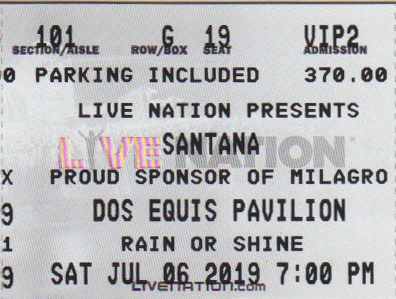 101 G 19 VIP2
SECTION/AISLE ROW/BOX SEAT ADMISSION
0 PARKING INCLUDED 370.00
LIVE NATION PRESENTS
SANTANA
LIVE NATION
X PROUD SPONSOR OF MILAGRO
9 DOS EQUIS PAVILION
1 RAIN OR SHINE
9 SAT JUL 06 2019 7:00 PM
LIVENATION.com